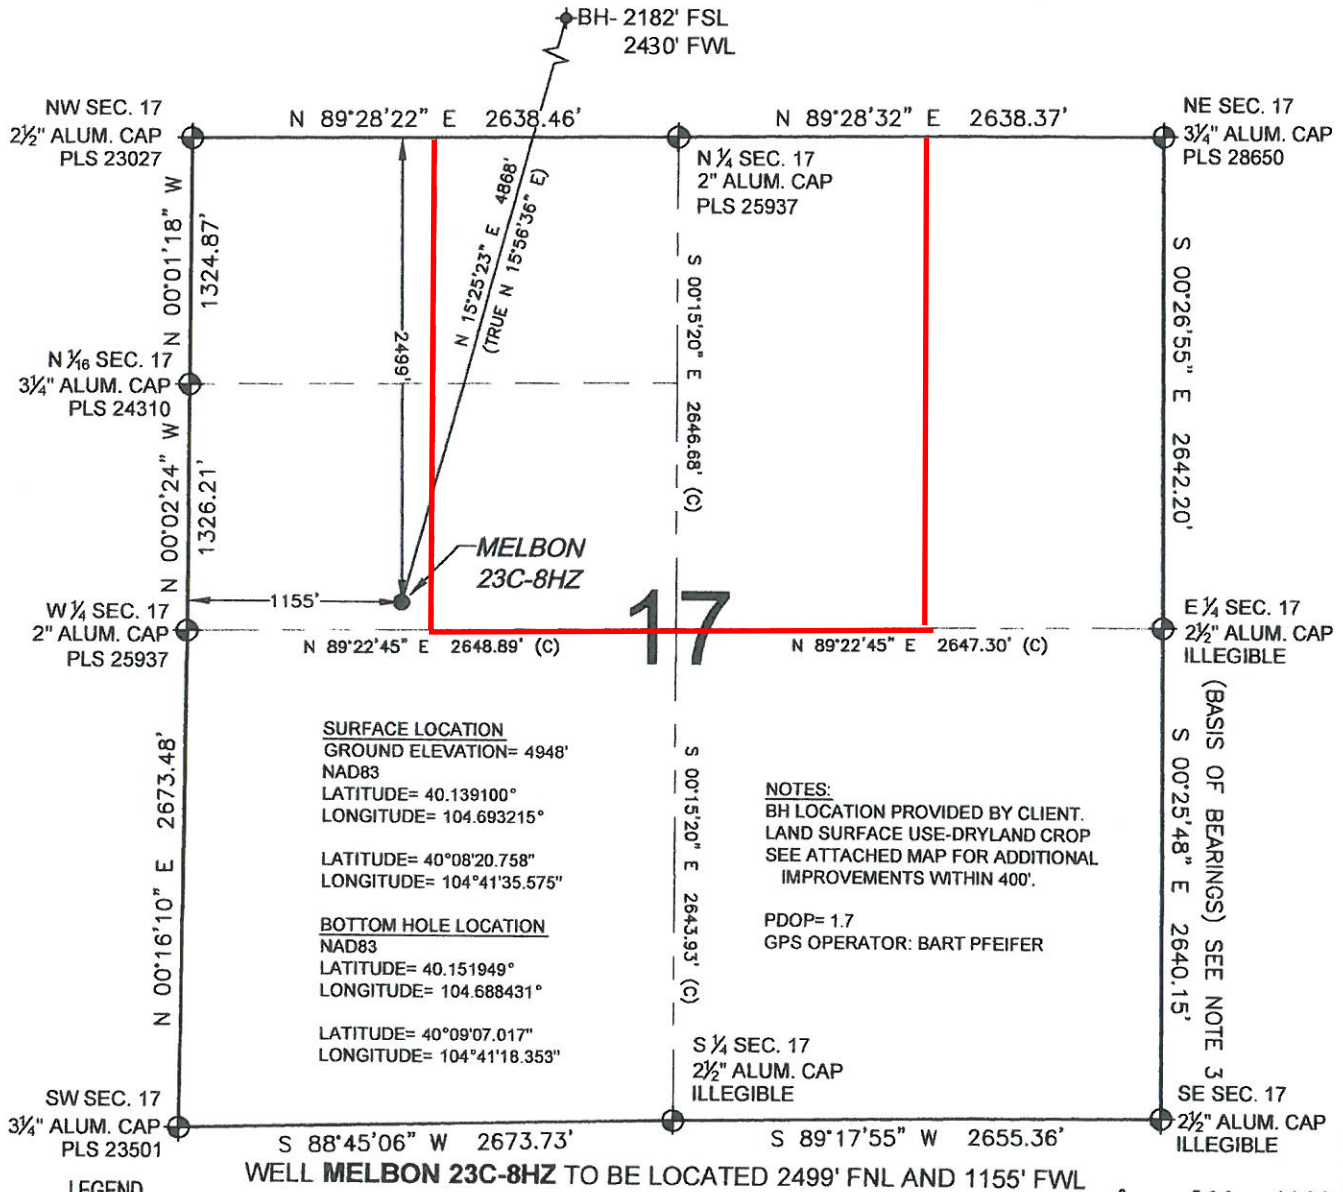 BH- 2182' FSL
2430' FWL
NW SEC. 17
2½" ALUM. CAP
PLS 23027
N 89°28'22" E 2638.46'
N 89°28'32" E 2638.37'
NE SEC. 17
3¼" ALUM. CAP
PLS 28650
N ¼ SEC. 17
2" ALUM. CAP
PLS 25937
N 00°01'18" W
1324.87'
N 15°25'23" E 4868'
(TRUE N 15°56'36" E)
2499'
S 00°15'20" E 2646.68' (C)
S 00°26'55" E 2642.20'
N 1/16 SEC. 17
3¼" ALUM. CAP
PLS 24310
N 00°02'24" W
1326.21'
MELBON
23C-8HZ
1155'
17
W ¼ SEC. 17
2" ALUM. CAP
PLS 25937
N 89°22'45" E 2648.89' (C)
N 89°22'45" E 2647.30' (C)
E ¼ SEC. 17
2½" ALUM. CAP
ILLEGIBLE
N 00°16'10" E 2673.48'
SURFACE LOCATION
GROUND ELEVATION= 4948'
NAD83
LATITUDE= 40.139100°
LONGITUDE= 104.693215°
LATITUDE= 40°08'20.758"
LONGITUDE= 104°41'35.575"
BOTTOM HOLE LOCATION
NAD83
LATITUDE= 40.151949°
LONGITUDE= 104.688431°
LATITUDE= 40°09'07.017"
LONGITUDE= 104°41'18.353"
S 00°15'20" E 2643.93' (C)
NOTES:
BH LOCATION PROVIDED BY CLIENT.
LAND SURFACE USE-DRYLAND CROP
SEE ATTACHED MAP FOR ADDITIONAL
IMPROVEMENTS WITHIN 400'.
PDOP= 1.7
GPS OPERATOR: BART PFEIFER
S 00°25'48" E 2640.15'
(BASIS OF BEARINGS) SEE NOTE 3
S ¼ SEC. 17
2½" ALUM. CAP
ILLEGIBLE
SW SEC. 17
3¼" ALUM. CAP
PLS 23501
SE SEC. 17
2½" ALUM. CAP
ILLEGIBLE
S 88°45'06" W 2673.73'
S 89°17'55" W 2655.36'
WELL MELBON 23C-8HZ TO BE LOCATED 2499' FNL AND 1155' FWL
LEGEND